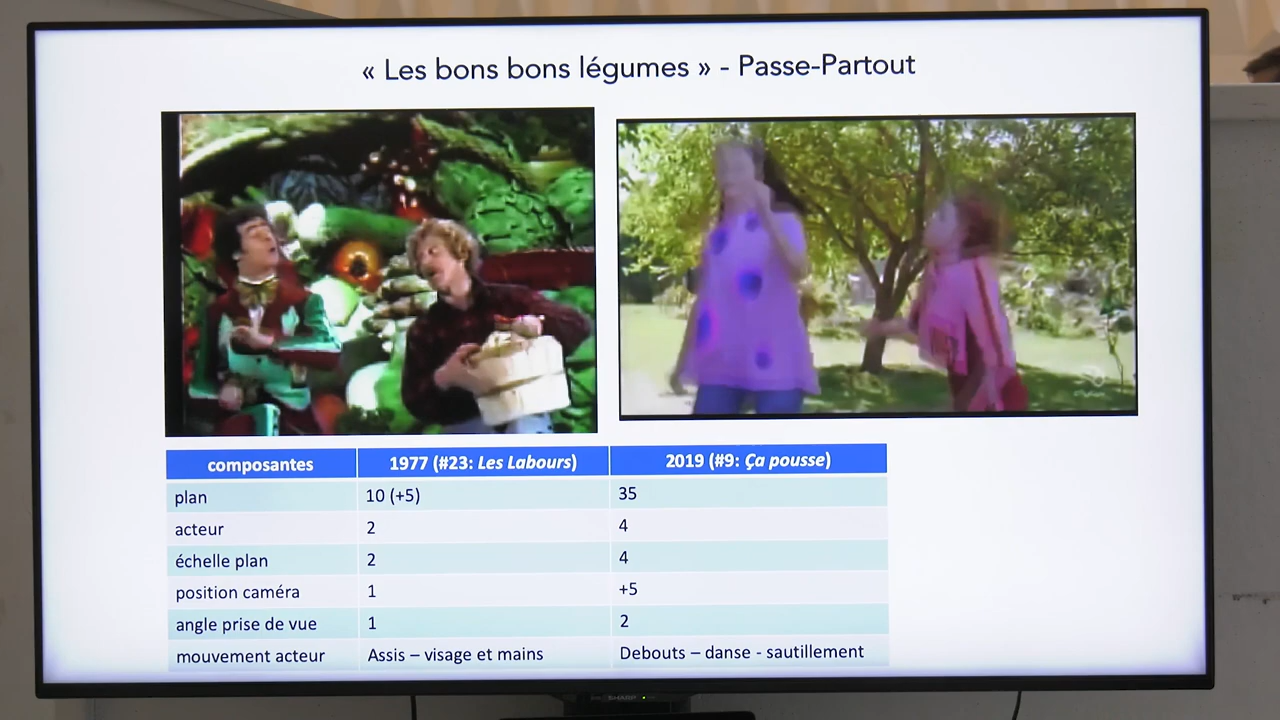 « Les bons bons légumes » - Passe-Partout
composantes 1977 (#23: Les Labours) 2019 (#9: Ça pousse)
plan 10 (+5) 35
acteur 2 4
échelle plan 2 4
position caméra 1 +5
angle prise de vue 1 2
mouvement acteur Assis – visage et mains Debouts – danse - sautillement
SHARP